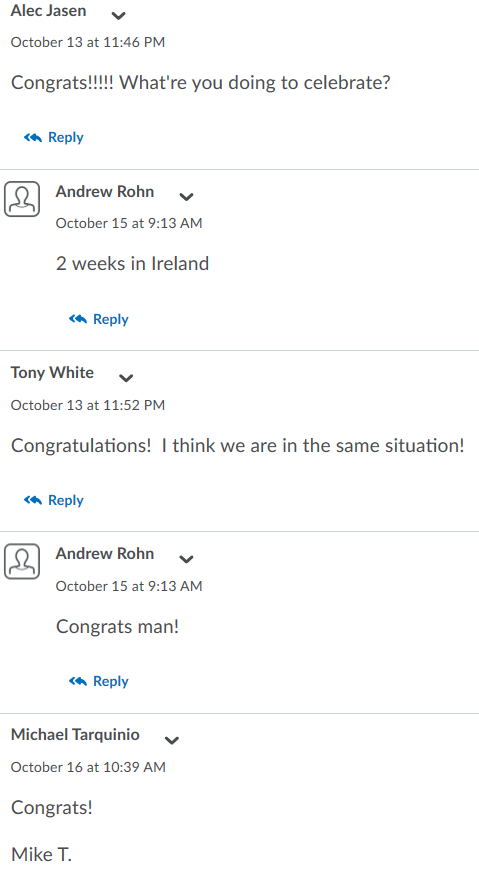 Alec Jasen
October 13 at 11:46 PM
Congrats!!!!! What're you doing to celebrate?
Reply
Andrew Rohn
October 15 at 9:13 AM
2 weeks in Ireland
Reply
Tony White
October 13 at 11:52 PM
Congratulations!  I think we are in the same situation!
Reply
Andrew Rohn
October 15 at 9:13 AM
Congrats man!
Reply
Michael Tarquinio
October 16 at 10:39 AM
Congrats!
Mike T.